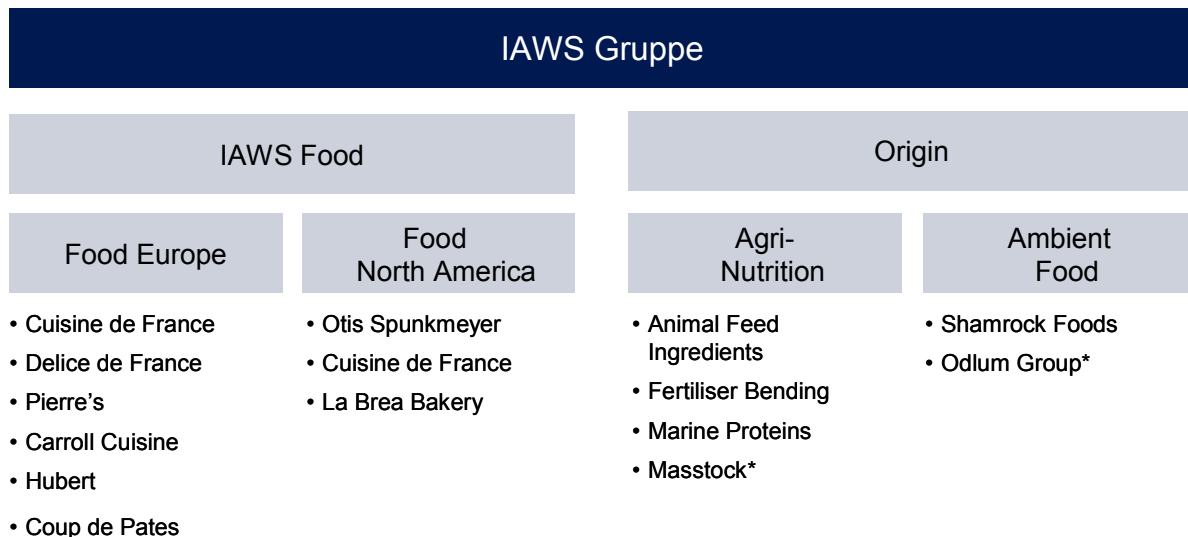 IAWS Gruppe
IAWS Food
Origin
Food Europe
Food
North America
Agri-
Nutrition
Ambient
Food
• Cuisine de France
• Delice de France
• Pierre's
• Carroll Cuisine
• Hubert
• Coup de Pates
• Otis Spunkmeyer
• Cuisine de France
• La Brea Bakery
• Animal Feed
Ingredients
• Fertiliser Bending
• Marine Proteins
• Masstock*
• Shamrock Foods
• Odlum Group*